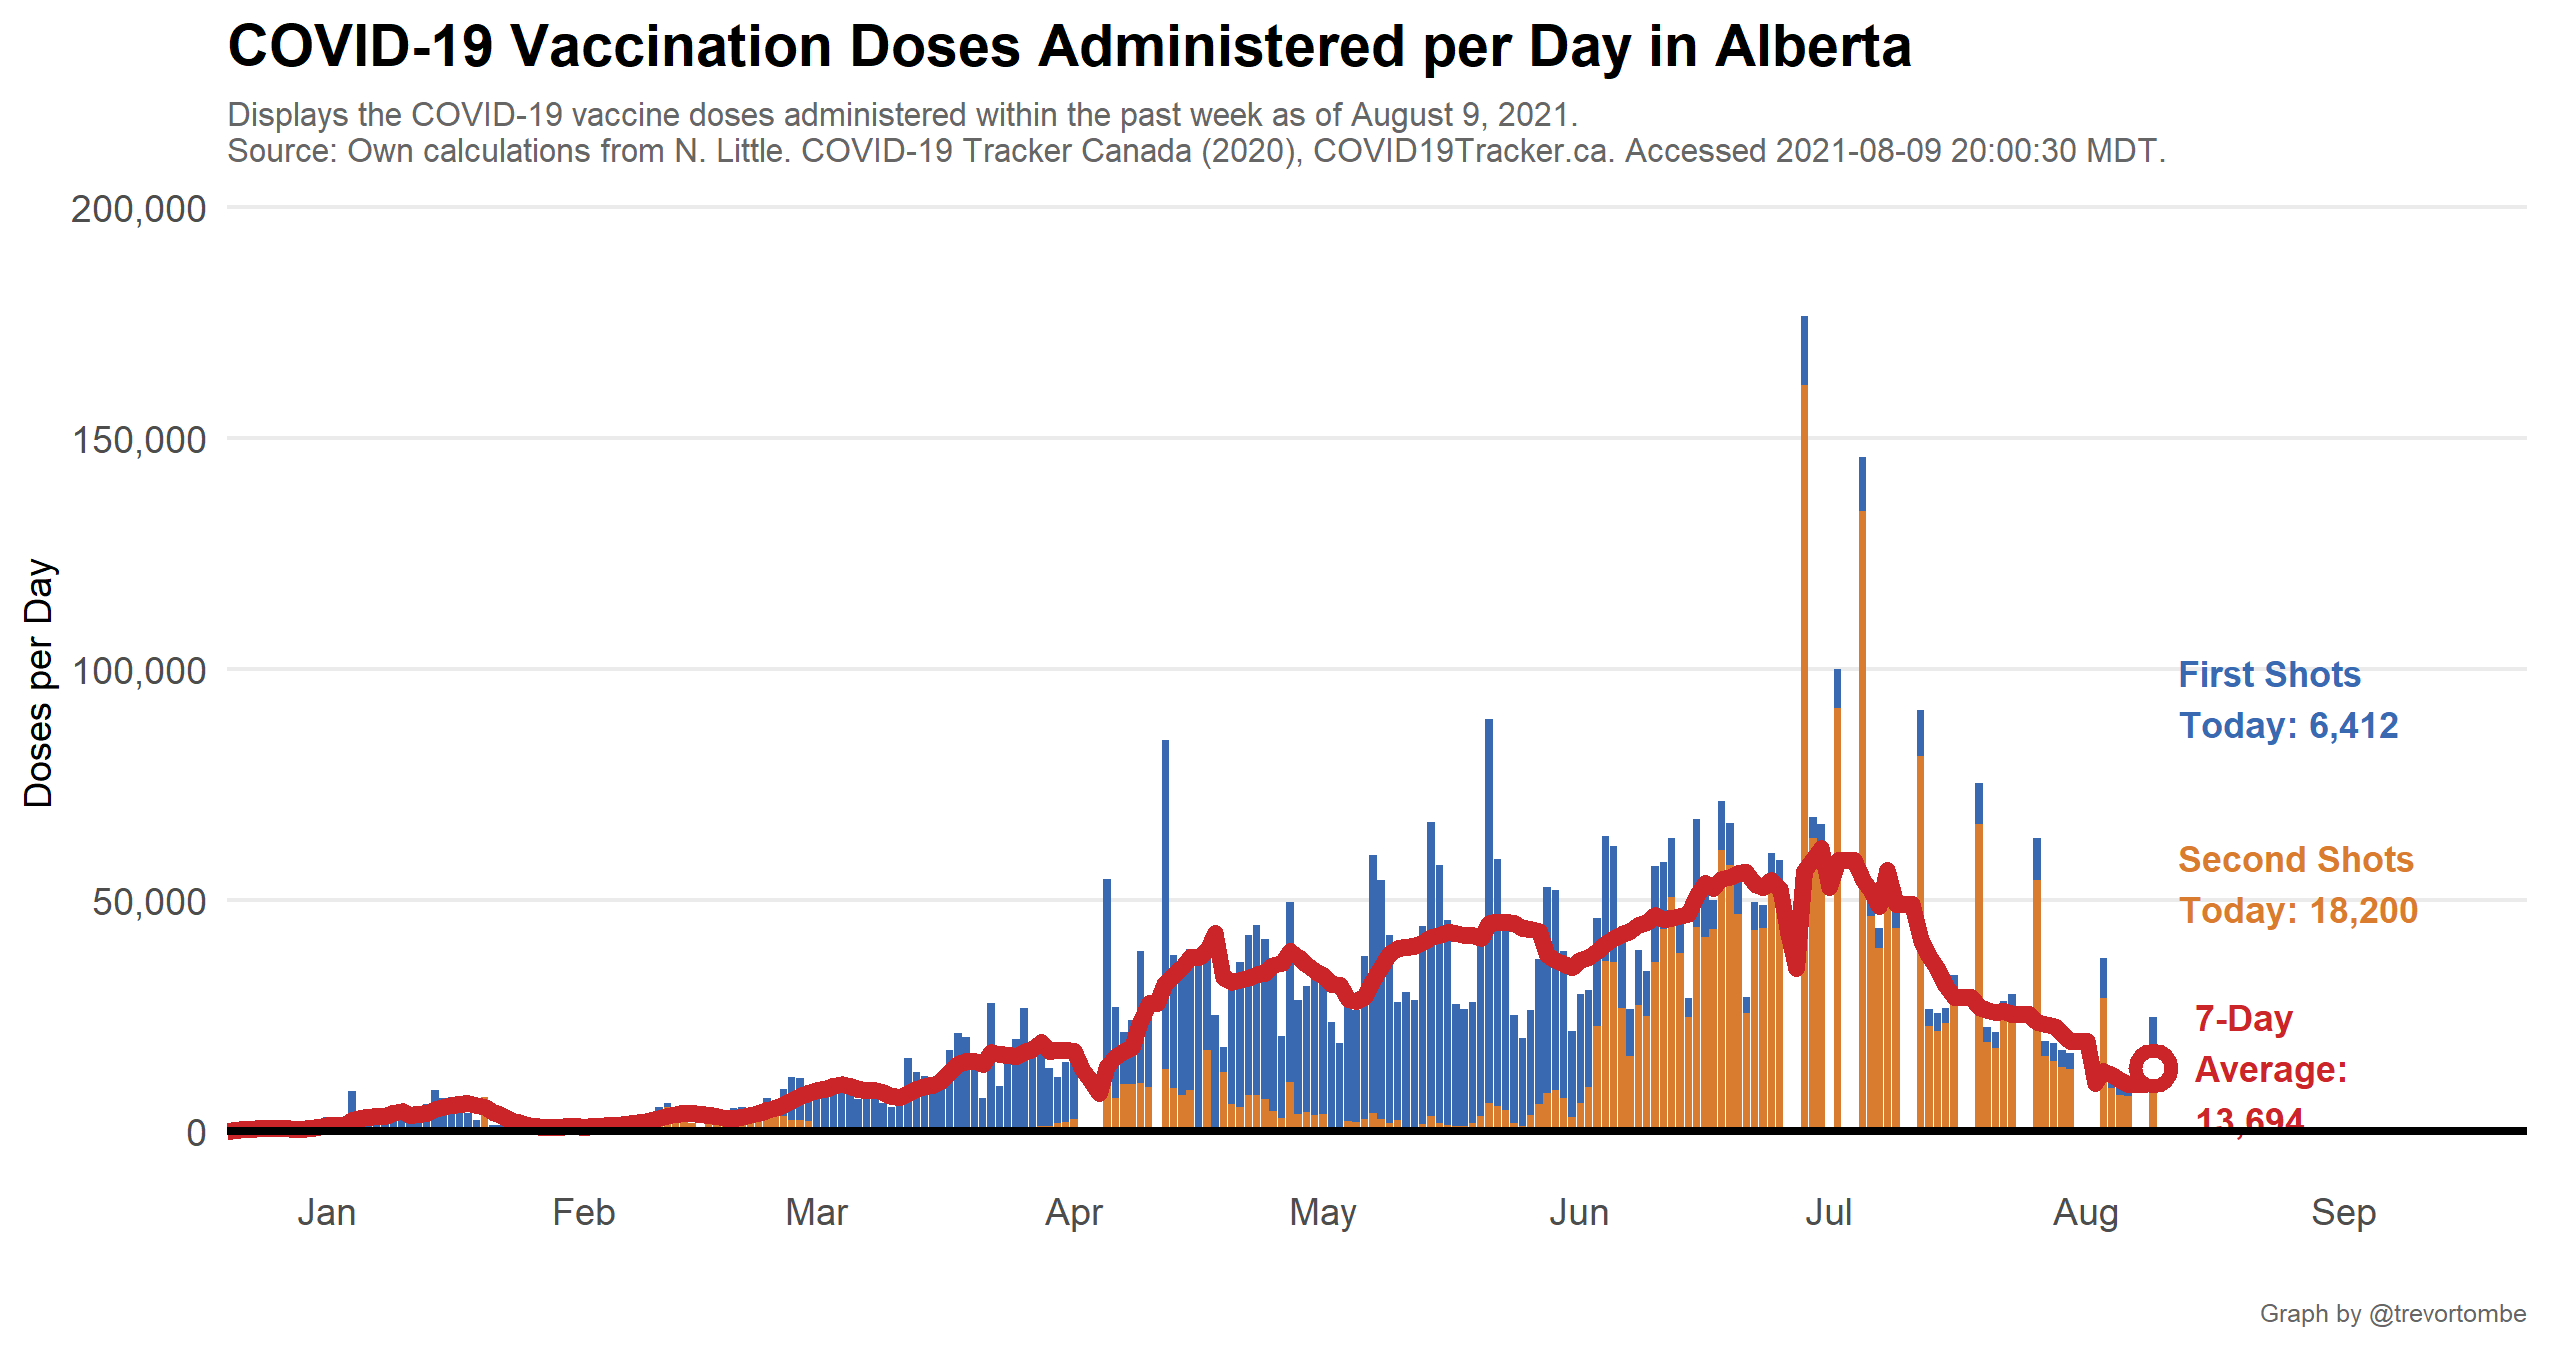 COVID-19 Vaccination Doses Administered per Day in Alberta
Displays the COVID-19 vaccine doses administered within the past week as of August 9, 2021.
Source: Own calculations from N. Little. COVID-19 Tracker Canada (2020), COVID19Tracker.ca. Accessed 2021-08-09 20:00:30 MDT.
Doses per Day
200,000
150,000
100,000
50,000
0
First Shots
Today: 6,412
Second Shots
Today: 18,200
7-Day
Average:
13,694
Jan Feb Mar Apr May Jun Jul Aug Sep
Graph by @trevortombe